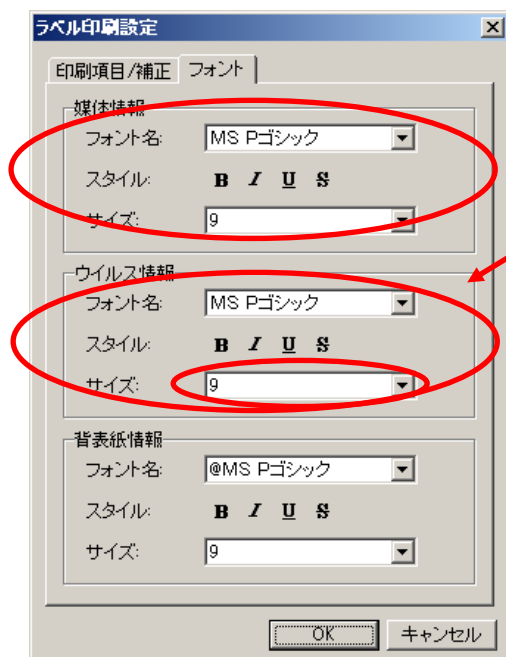 ラベル印刷設定
印刷項目/補正 フォント
媒体情報
フォント名: MS Pゴシック
スタイル: B I U S
サイズ: 9
ウイルス情報
フォント名: MS Pゴシック
スタイル: B I U S
サイズ: 9
背表紙情報
フォント名: @MS Pゴシック
スタイル: B I U S
サイズ: 9
OK キャンセル